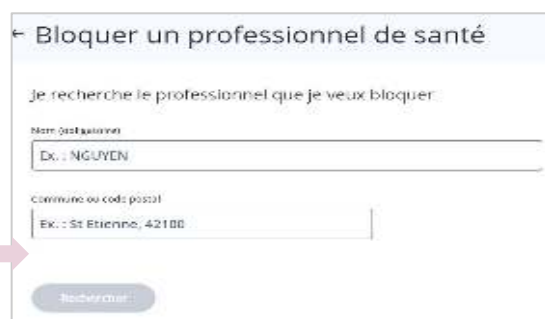 ← Bloquer un professionnel de santé
Je recherche le professionnel que je veux bloquer
Nom (obligatoire)
Ex. : NGUYEN
Commune ou code postal
Ex. : St Etienne, 42100
Rechercher